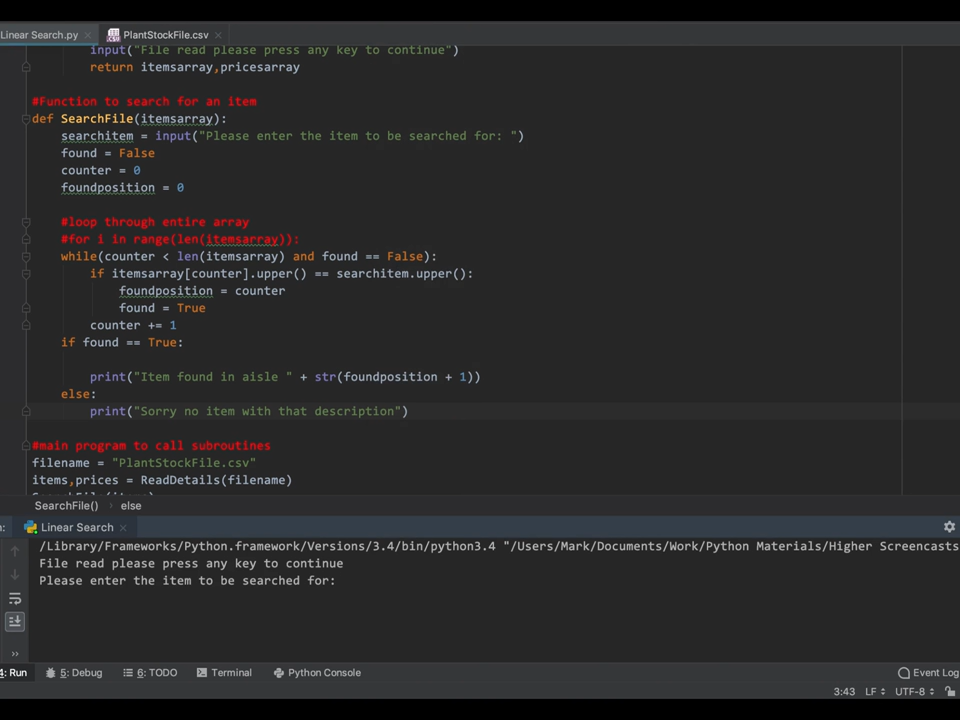 Linear Search.py
PlantStockFile.csv
input("File read please press any key to continue")
return itemsarray,pricesarray
#Function to search for an item
def SearchFile(itemsarray):
searchitem = input("Please enter the item to be searched for: ")
found = False
counter = 0
foundposition = 0
#loop through entire array
#for i in range(len(itemsarray)):
while(counter < len(itemsarray) and found == False):
if itemsarray[counter].upper() == searchitem.upper():
foundposition = counter
found = True
counter += 1
if found == True:
print("Item found in aisle " + str(foundposition + 1))
else:
print("Sorry no item with that description")
#main program to call subroutines
filename = "PlantStockFile.csv"
items,prices = ReadDetails(filename)
SearchFile() › else
Linear Search
/Library/Frameworks/Python.framework/Versions/3.4/bin/python3.4 "/Users/Mark/Documents/Work/Python Materials/Higher Screencasts
File read please press any key to continue
Please enter the item to be searched for:
4: Run
5: Debug
6: TODO
Terminal
Python Console
Event Log
3:43 LF UTF-8